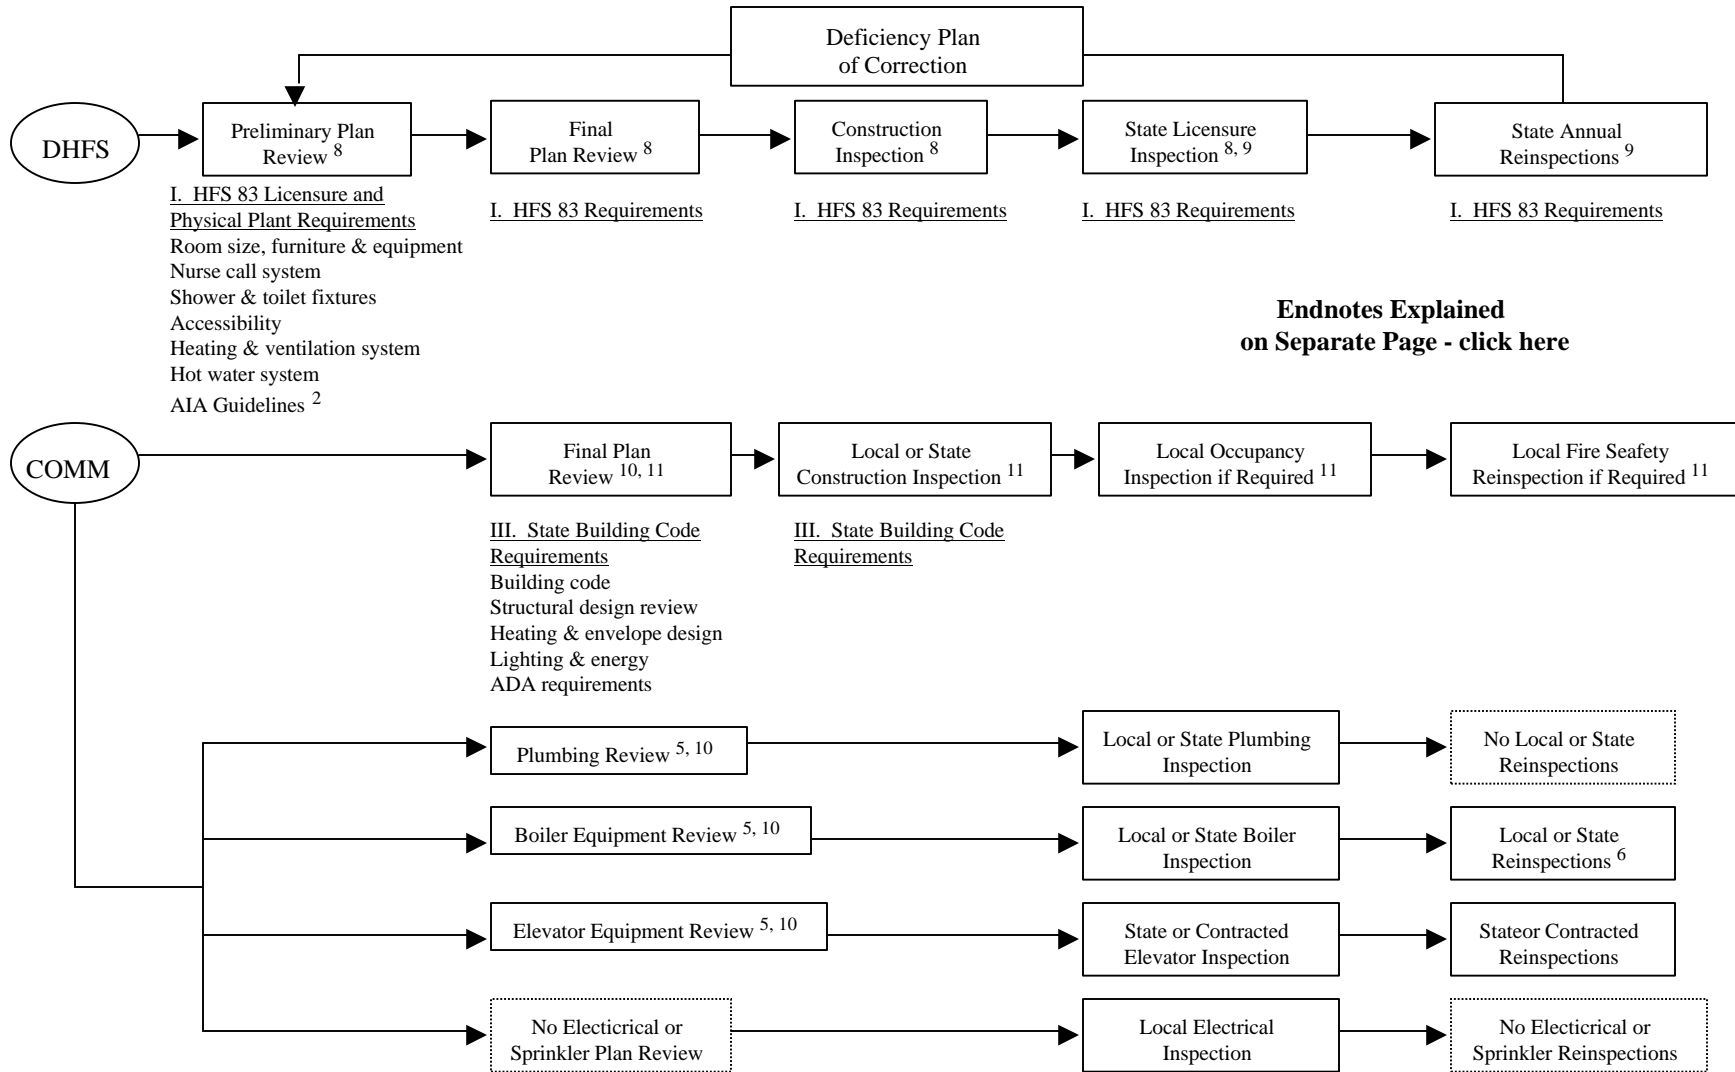 Deficiency Plan
of Correction
DHFS
Preliminary Plan
Review 8
Final
Plan Review 8
Construction
Inspection 8
State Licensure
Inspection 8, 9
State Annual
Reinspections 9
I. HFS 83 Licensure and
Physical Plant Requirements
Room size, furniture & equipment
Nurse call system
Shower & toilet fixtures
Accessibility
Heating & ventilation system
Hot water system
AIA Guidelines 2
I. HFS 83 Requirements
I. HFS 83 Requirements
I. HFS 83 Requirements
I. HFS 83 Requirements
Endnotes Explained
on Separate Page - click here
COMM
Final Plan
Review 10, 11
Local or State
Construction Inspection 11
Local Occupancy
Inspection if Required 11
Local Fire Seafety
Reinspection if Required 11
III. State Building Code
Requirements
Building code
Structural design review
Heating & envelope design
Lighting & energy
ADA requirements
III. State Building Code
Requirements
Plumbing Review 5, 10
Local or State Plumbing
Inspection
No Local or State
Reinspections
Boiler Equipment Review 5, 10
Local or State Boiler
Inspection
Local or State
Reinspections 6
Elevator Equipment Review 5, 10
State or Contracted
Elevator Inspection
Stateor Contracted
Reinspections
No Electicrical or
Sprinkler Plan Review
Local Electrical
Inspection
No Electicrical or
Sprinkler Reinspections